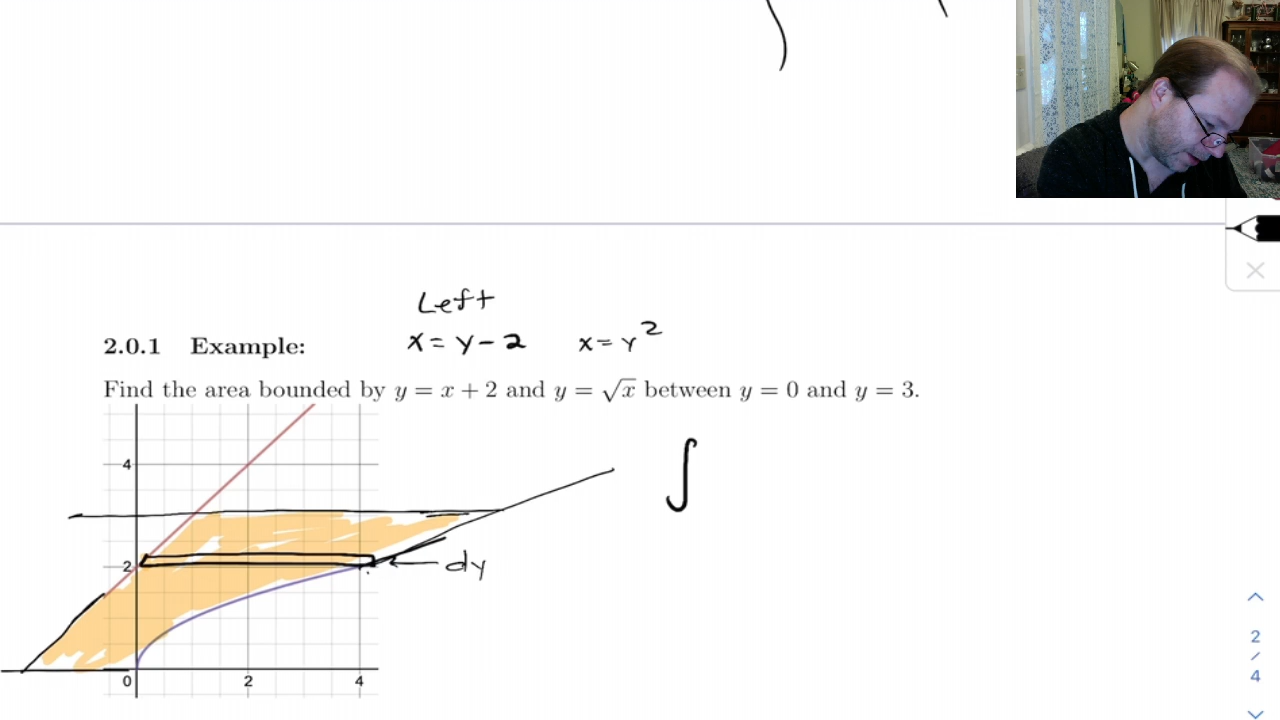 Left
2.0.1 Example:
x = y - 2 x = y²
Find the area bounded by y = x + 2 and y = √x between y = 0 and y = 3.
4
∫
2
dy
0 2 4
2
/
4